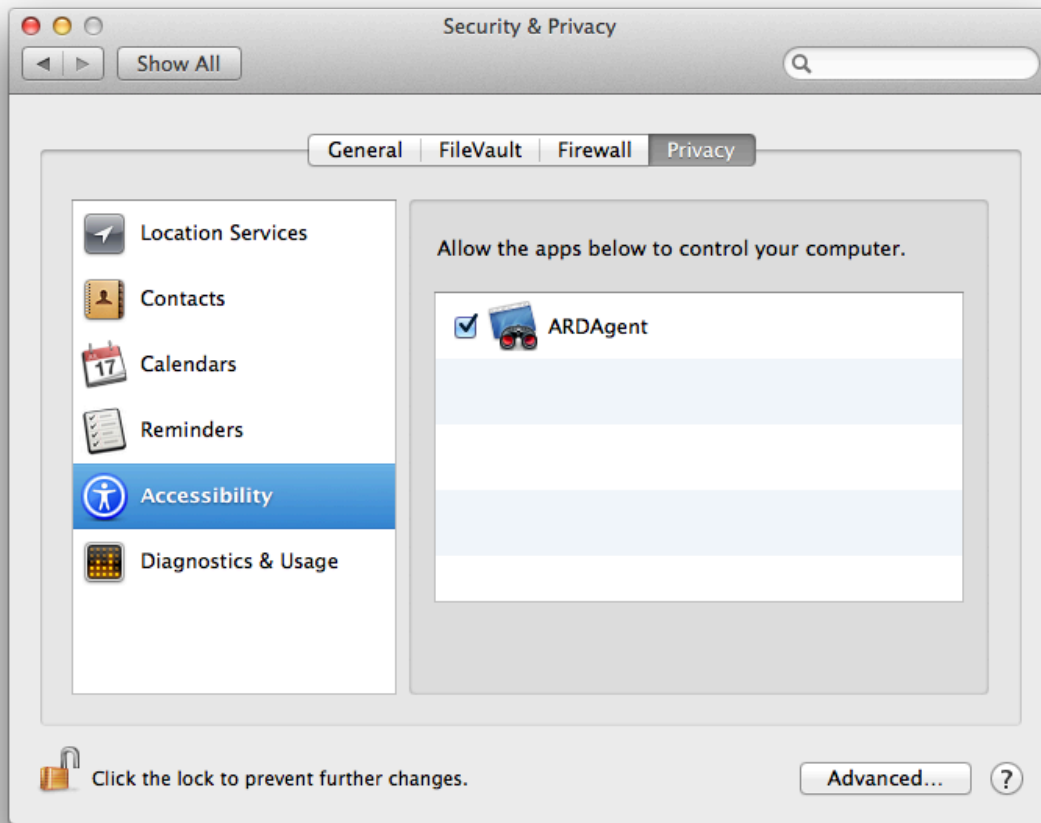 Security & Privacy
Show All
General FileVault Firewall Privacy
Location Services
Contacts
17
Calendars
Reminders
Accessibility
Diagnostics & Usage
Allow the apps below to control your computer.
ARDAgent
Click the lock to prevent further changes.
Advanced... ?